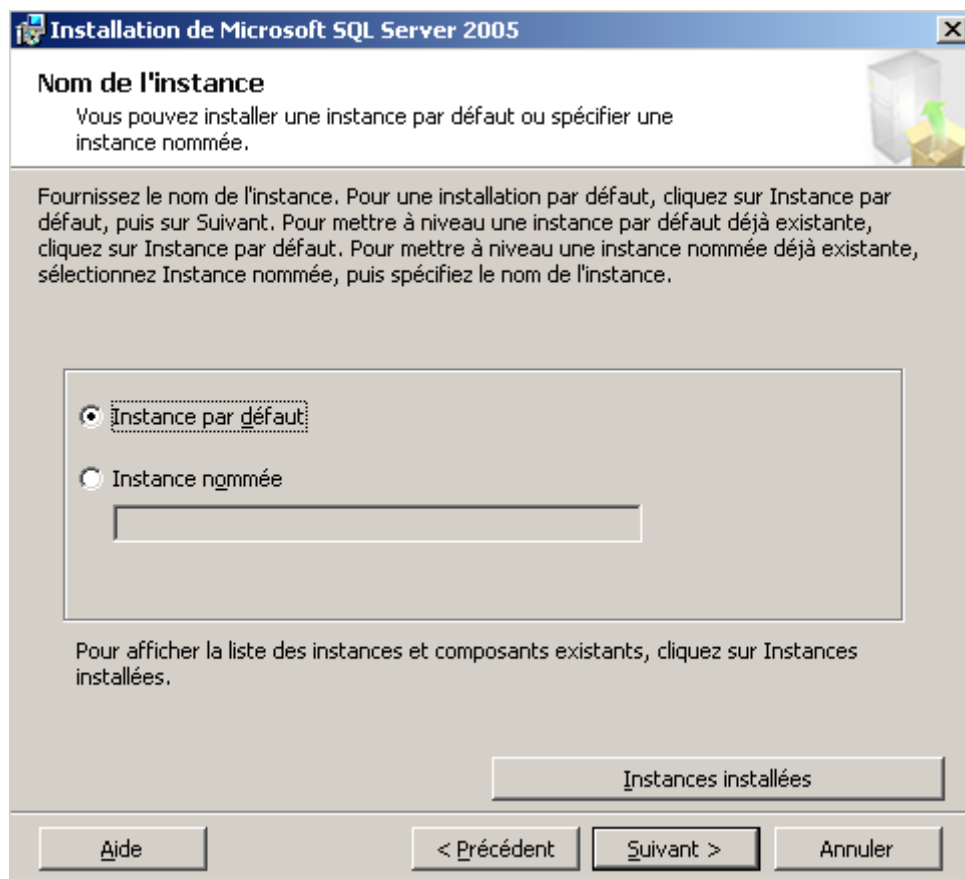 Installation de Microsoft SQL Server 2005
Nom de l'instance
Vous pouvez installer une instance par défaut ou spécifier une
instance nommée.
Fournissez le nom de l'instance. Pour une installation par défaut, cliquez sur Instance par
défaut, puis sur Suivant. Pour mettre à niveau une instance par défaut déjà existante,
cliquez sur Instance par défaut. Pour mettre à niveau une instance nommée déjà existante,
sélectionnez Instance nommée, puis spécifiez le nom de l'instance.
Instance par défaut
Instance nommée
Pour afficher la liste des instances et composants existants, cliquez sur Instances
installées.
Instances installées
Aide
< Précédent
Suivant >
Annuler